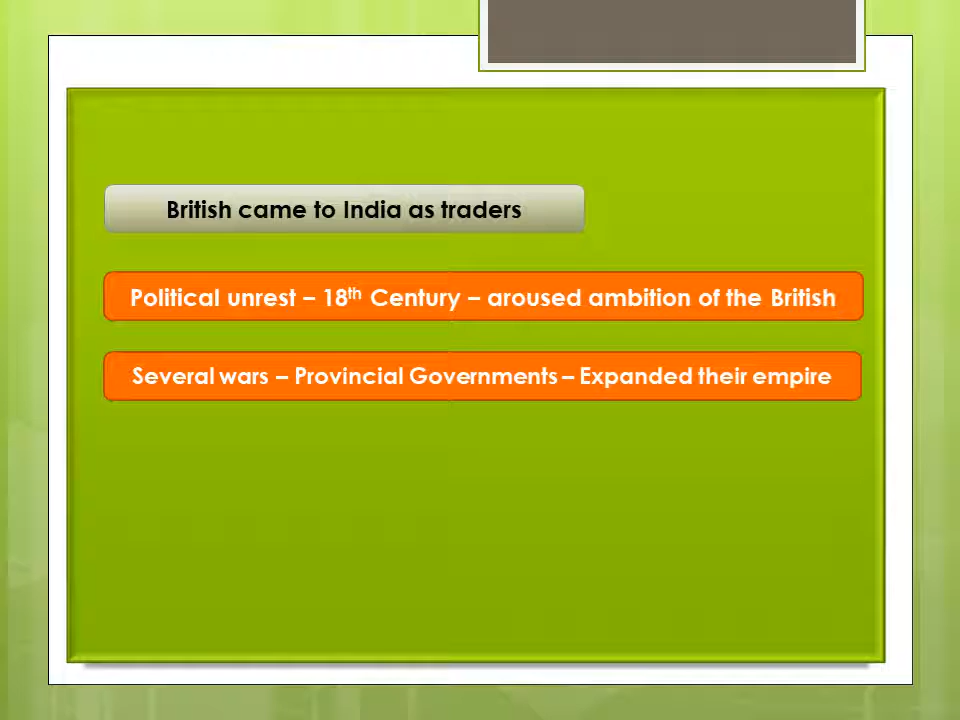 British came to India as traders
Political unrest – 18th Century – aroused ambition of the British
Several wars – Provincial Governments – Expanded their empire